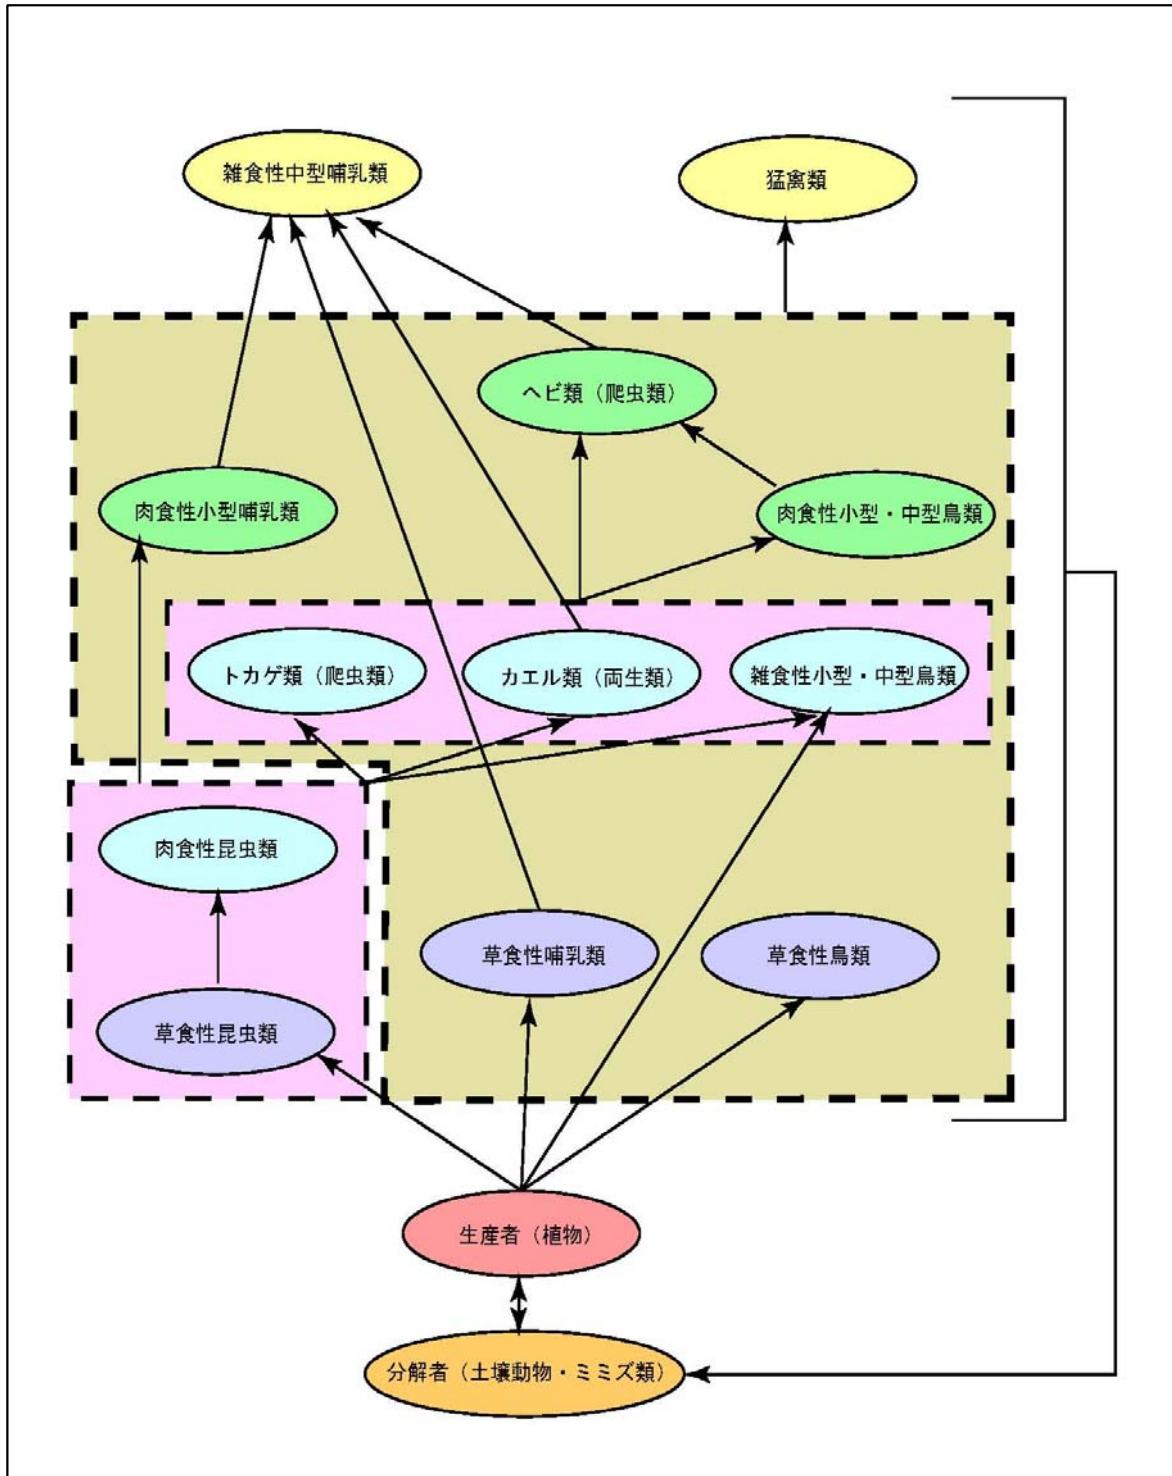 雑食性中型哺乳類
猛禽類
ヘビ類（爬虫類）
肉食性小型哺乳類
肉食性小型・中型鳥類
トカゲ類（爬虫類）
カエル類（両生類）
雑食性小型・中型鳥類
肉食性昆虫類
草食性哺乳類
草食性鳥類
草食性昆虫類
生産者（植物）
分解者（土壌動物・ミミズ類）